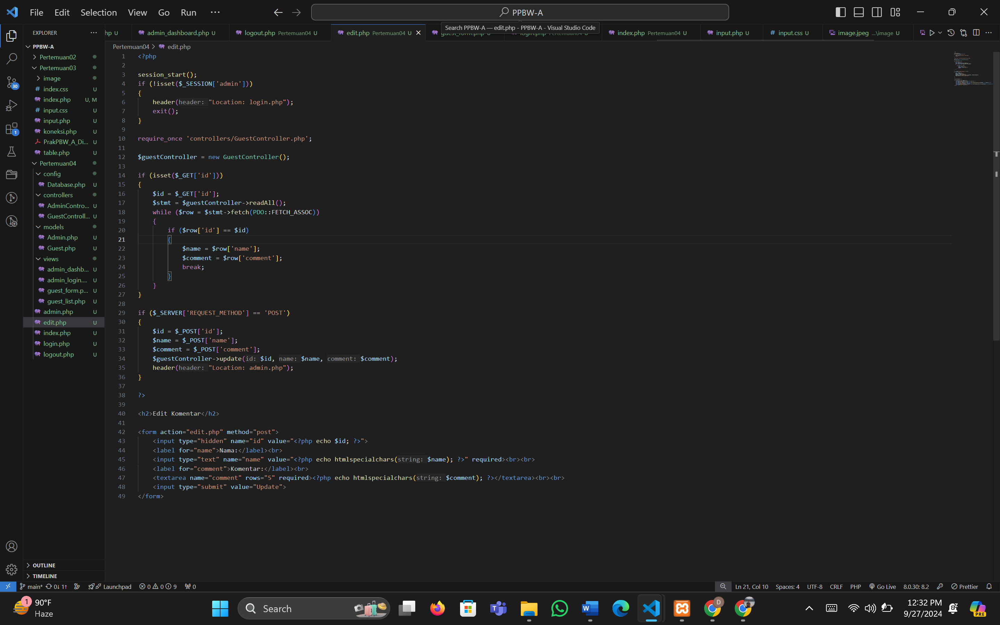 File Edit Selection View Go Run ···
PPBW-A
Search PPBW-A — edit.php - PPBW-A - Visual Studio Code
EXPLORER ···
hp U
admin_dashboard.php U
logout.php Pertemuan04 U
edit.php Pertemuan04 U
index.php Pertemuan04 U
input.php U
# input.css U
image.jpeg ...\image U
PPBW-A
Pertemuan02
Pertemuan03
image
# index.css U
index.php U, M
# input.css U
input.php U
koneksi.php U
PrakPBW_A_Di... U
table.php U
Pertemuan04
config
Database.php U
controllers
AdminContro... U
GuestControll... U
models
Admin.php U
Guest.php U
views
admin_dashb... U
admin_login.... U
guest_form.p... U
guest_list.php U
admin.php U
edit.php U
index.php U
login.php U
logout.php U
OUTLINE
TIMELINE
30
1
Pertemuan04 > edit.php
1 <?php
2
3 session_start();
4 if (!isset($_SESSION['admin']))
5 {
6 header(header: "Location: login.php");
7 exit();
8 }
9
10 require_once 'controllers/GuestController.php';
11
12 $guestController = new GuestController();
13
14 if (isset($_GET['id']))
15 {
16 $id = $_GET['id'];
17 $stmt = $guestController->readAll();
18 while ($row = $stmt->fetch(PDO::FETCH_ASSOC))
19 {
20 if ($row['id'] == $id)
21 {
22 $name = $row['name'];
23 $comment = $row['comment'];
24 break;
25 }
26 }
27 }
28
29 if ($_SERVER['REQUEST_METHOD'] == 'POST')
30 {
31 $id = $_POST['id'];
32 $name = $_POST['name'];
33 $comment = $_POST['comment'];
34 $guestController->update(id: $id, name: $name, comment: $comment);
35 header(header: "Location: admin.php");
36 }
37
38 ?>
39
40 <h2>Edit Komentar</h2>
41
42 <form action="edit.php" method="post">
43 <input type="hidden" name="id" value="<?php echo $id; ?>">
44 <label for="name">Nama:</label><br>
45 <input type="text" name="name" value="<?php echo htmlspecialchars(string: $name); ?>" required><br><br>
46 <label for="comment">Komentar:</label><br>
47 <textarea name="comment" rows="5" required><?php echo htmlspecialchars(string: $comment); ?></textarea><br><br>
48 <input type="submit" value="Update">
49 </form>
main* 0↓ 1↑ Launchpad 0 0 9 0
Ln 21, Col 10 Spaces: 4 UTF-8 CRLF PHP Go Live 8.0.30: 8.2 Prettier
1 90°F
Haze
Search
D
12:32 PM
9/27/2024
PRE